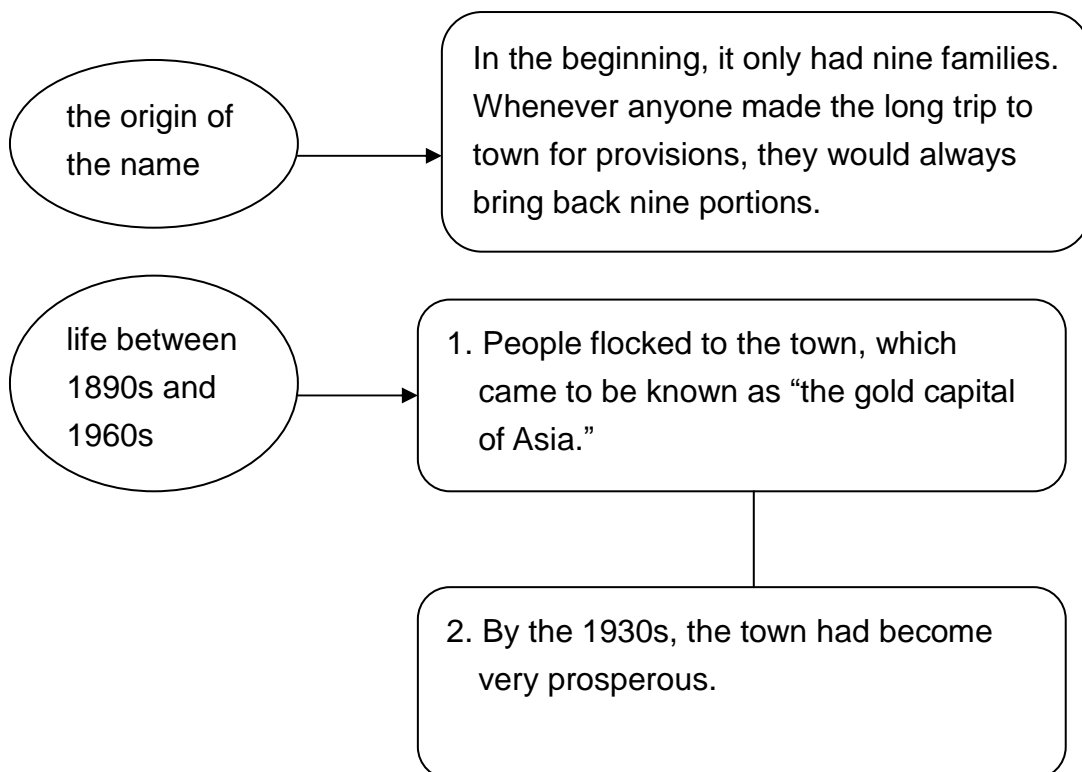 the origin of
the name
In the beginning, it only had nine families.
Whenever anyone made the long trip to
town for provisions, they would always
bring back nine portions.
life between
1890s and
1960s
1. People flocked to the town, which
came to be known as “the gold capital
of Asia.”
2. By the 1930s, the town had become
very prosperous.